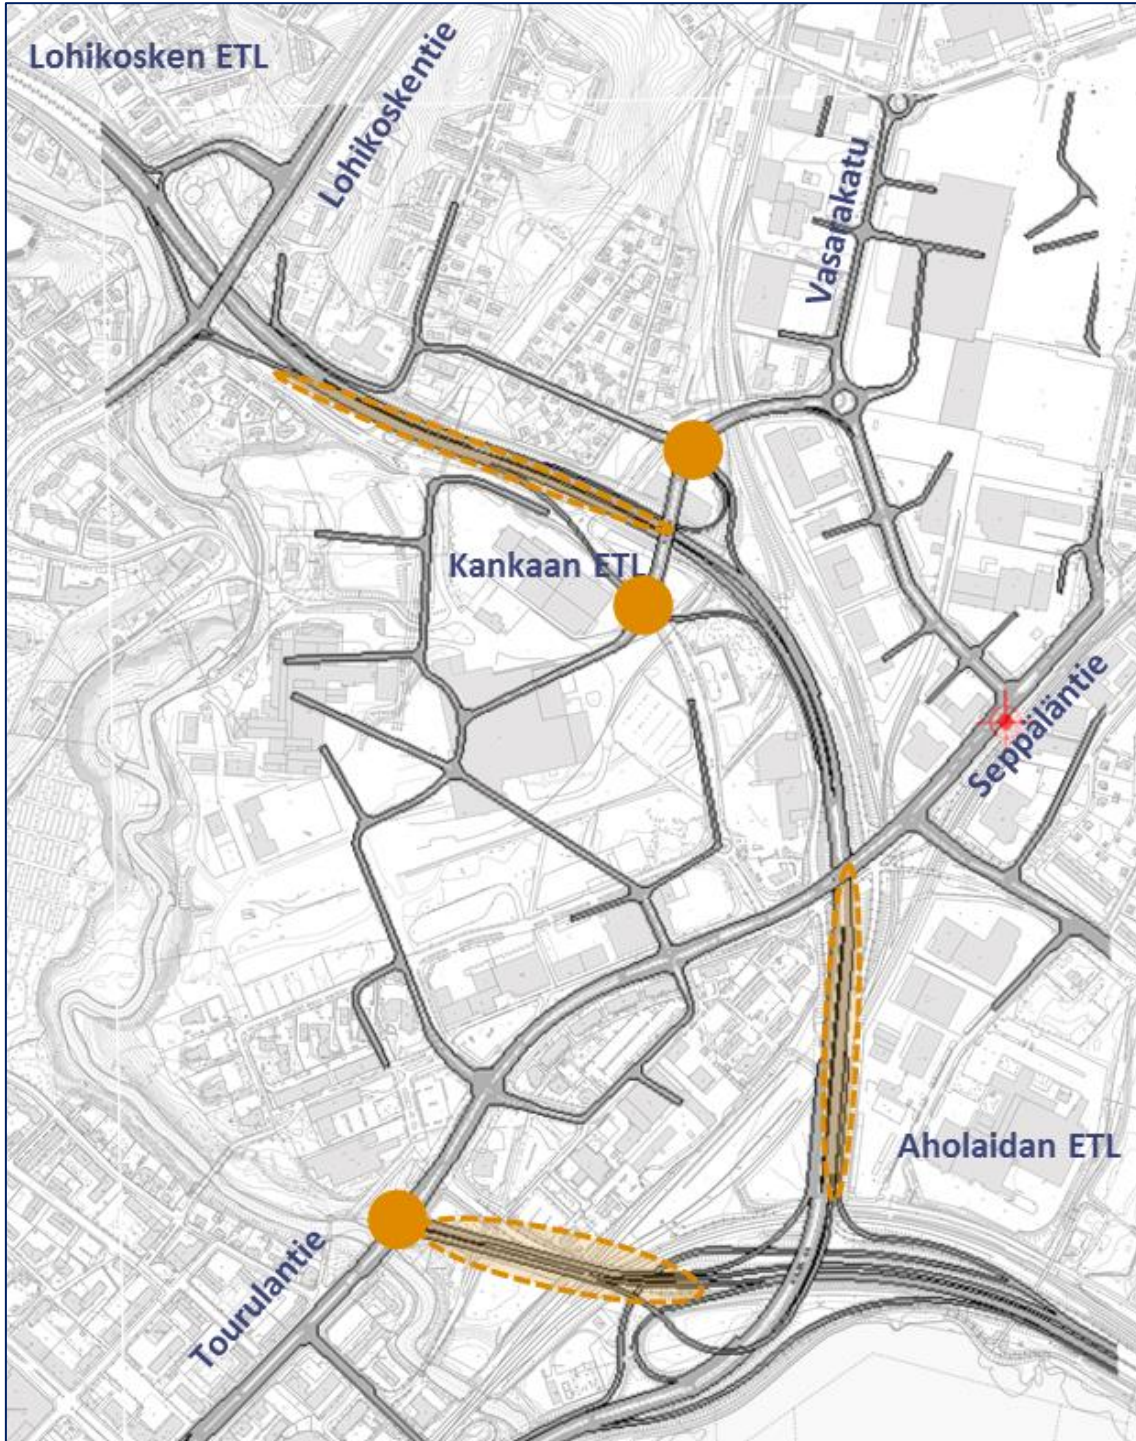 Lohikosken ETL
Lohikoskentie
Vasarakatu
Kankaan ETL
Seppäläntie
Aholaidan ETL
Tourulantie